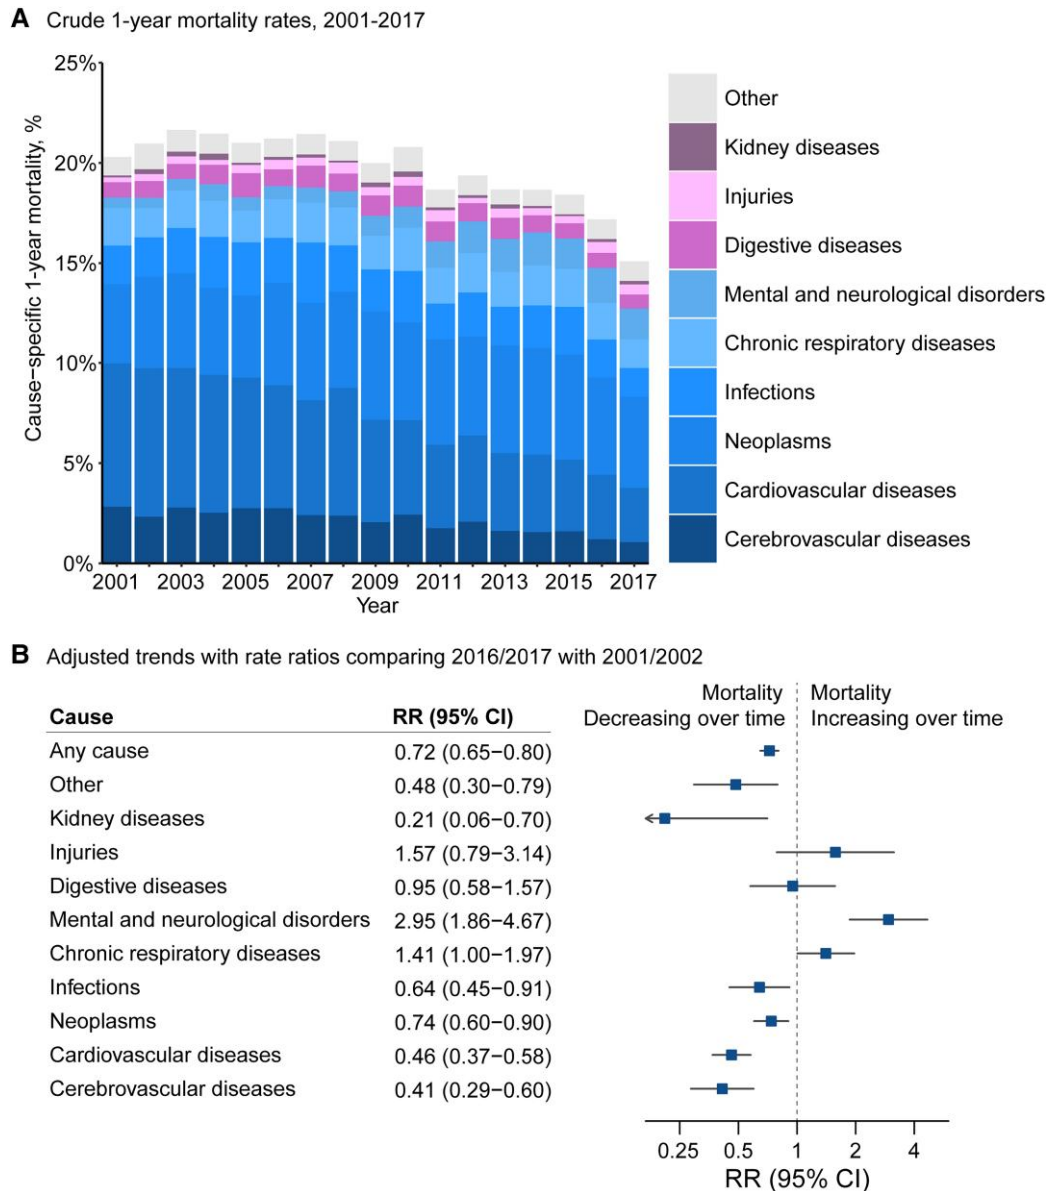 A Crude 1-year mortality rates, 2001-2017
Cause−specific 1-year mortality, %
25%
20%
15%
10%
5%
0%
2001 2003 2005 2007 2009 2011 2013 2015 2017
Year
Other
Kidney diseases
Injuries
Digestive diseases
Mental and neurological disorders
Chronic respiratory diseases
Infections
Neoplasms
Cardiovascular diseases
Cerebrovascular diseases
B Adjusted trends with rate ratios comparing 2016/2017 with 2001/2002
Mortality Mortality
Decreasing over time Increasing over time
Cause RR (95% CI)
Any cause 0.72 (0.65−0.80)
Other 0.48 (0.30−0.79)
Kidney diseases 0.21 (0.06−0.70)
Injuries 1.57 (0.79−3.14)
Digestive diseases 0.95 (0.58−1.57)
Mental and neurological disorders 2.95 (1.86−4.67)
Chronic respiratory diseases 1.41 (1.00−1.97)
Infections 0.64 (0.45−0.91)
Neoplasms 0.74 (0.60−0.90)
Cardiovascular diseases 0.46 (0.37−0.58)
Cerebrovascular diseases 0.41 (0.29−0.60)
0.25 0.5 1 2 4
RR (95% CI)